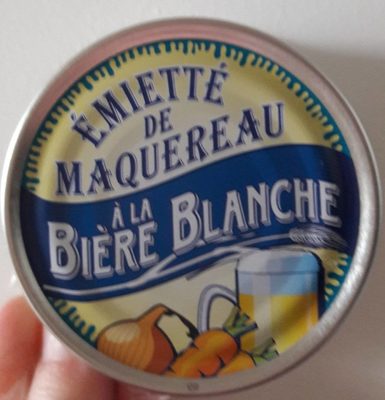 ÉMIETTÉ
DE
MAQUEREAU
À LA
BIÈRE BLANCHE